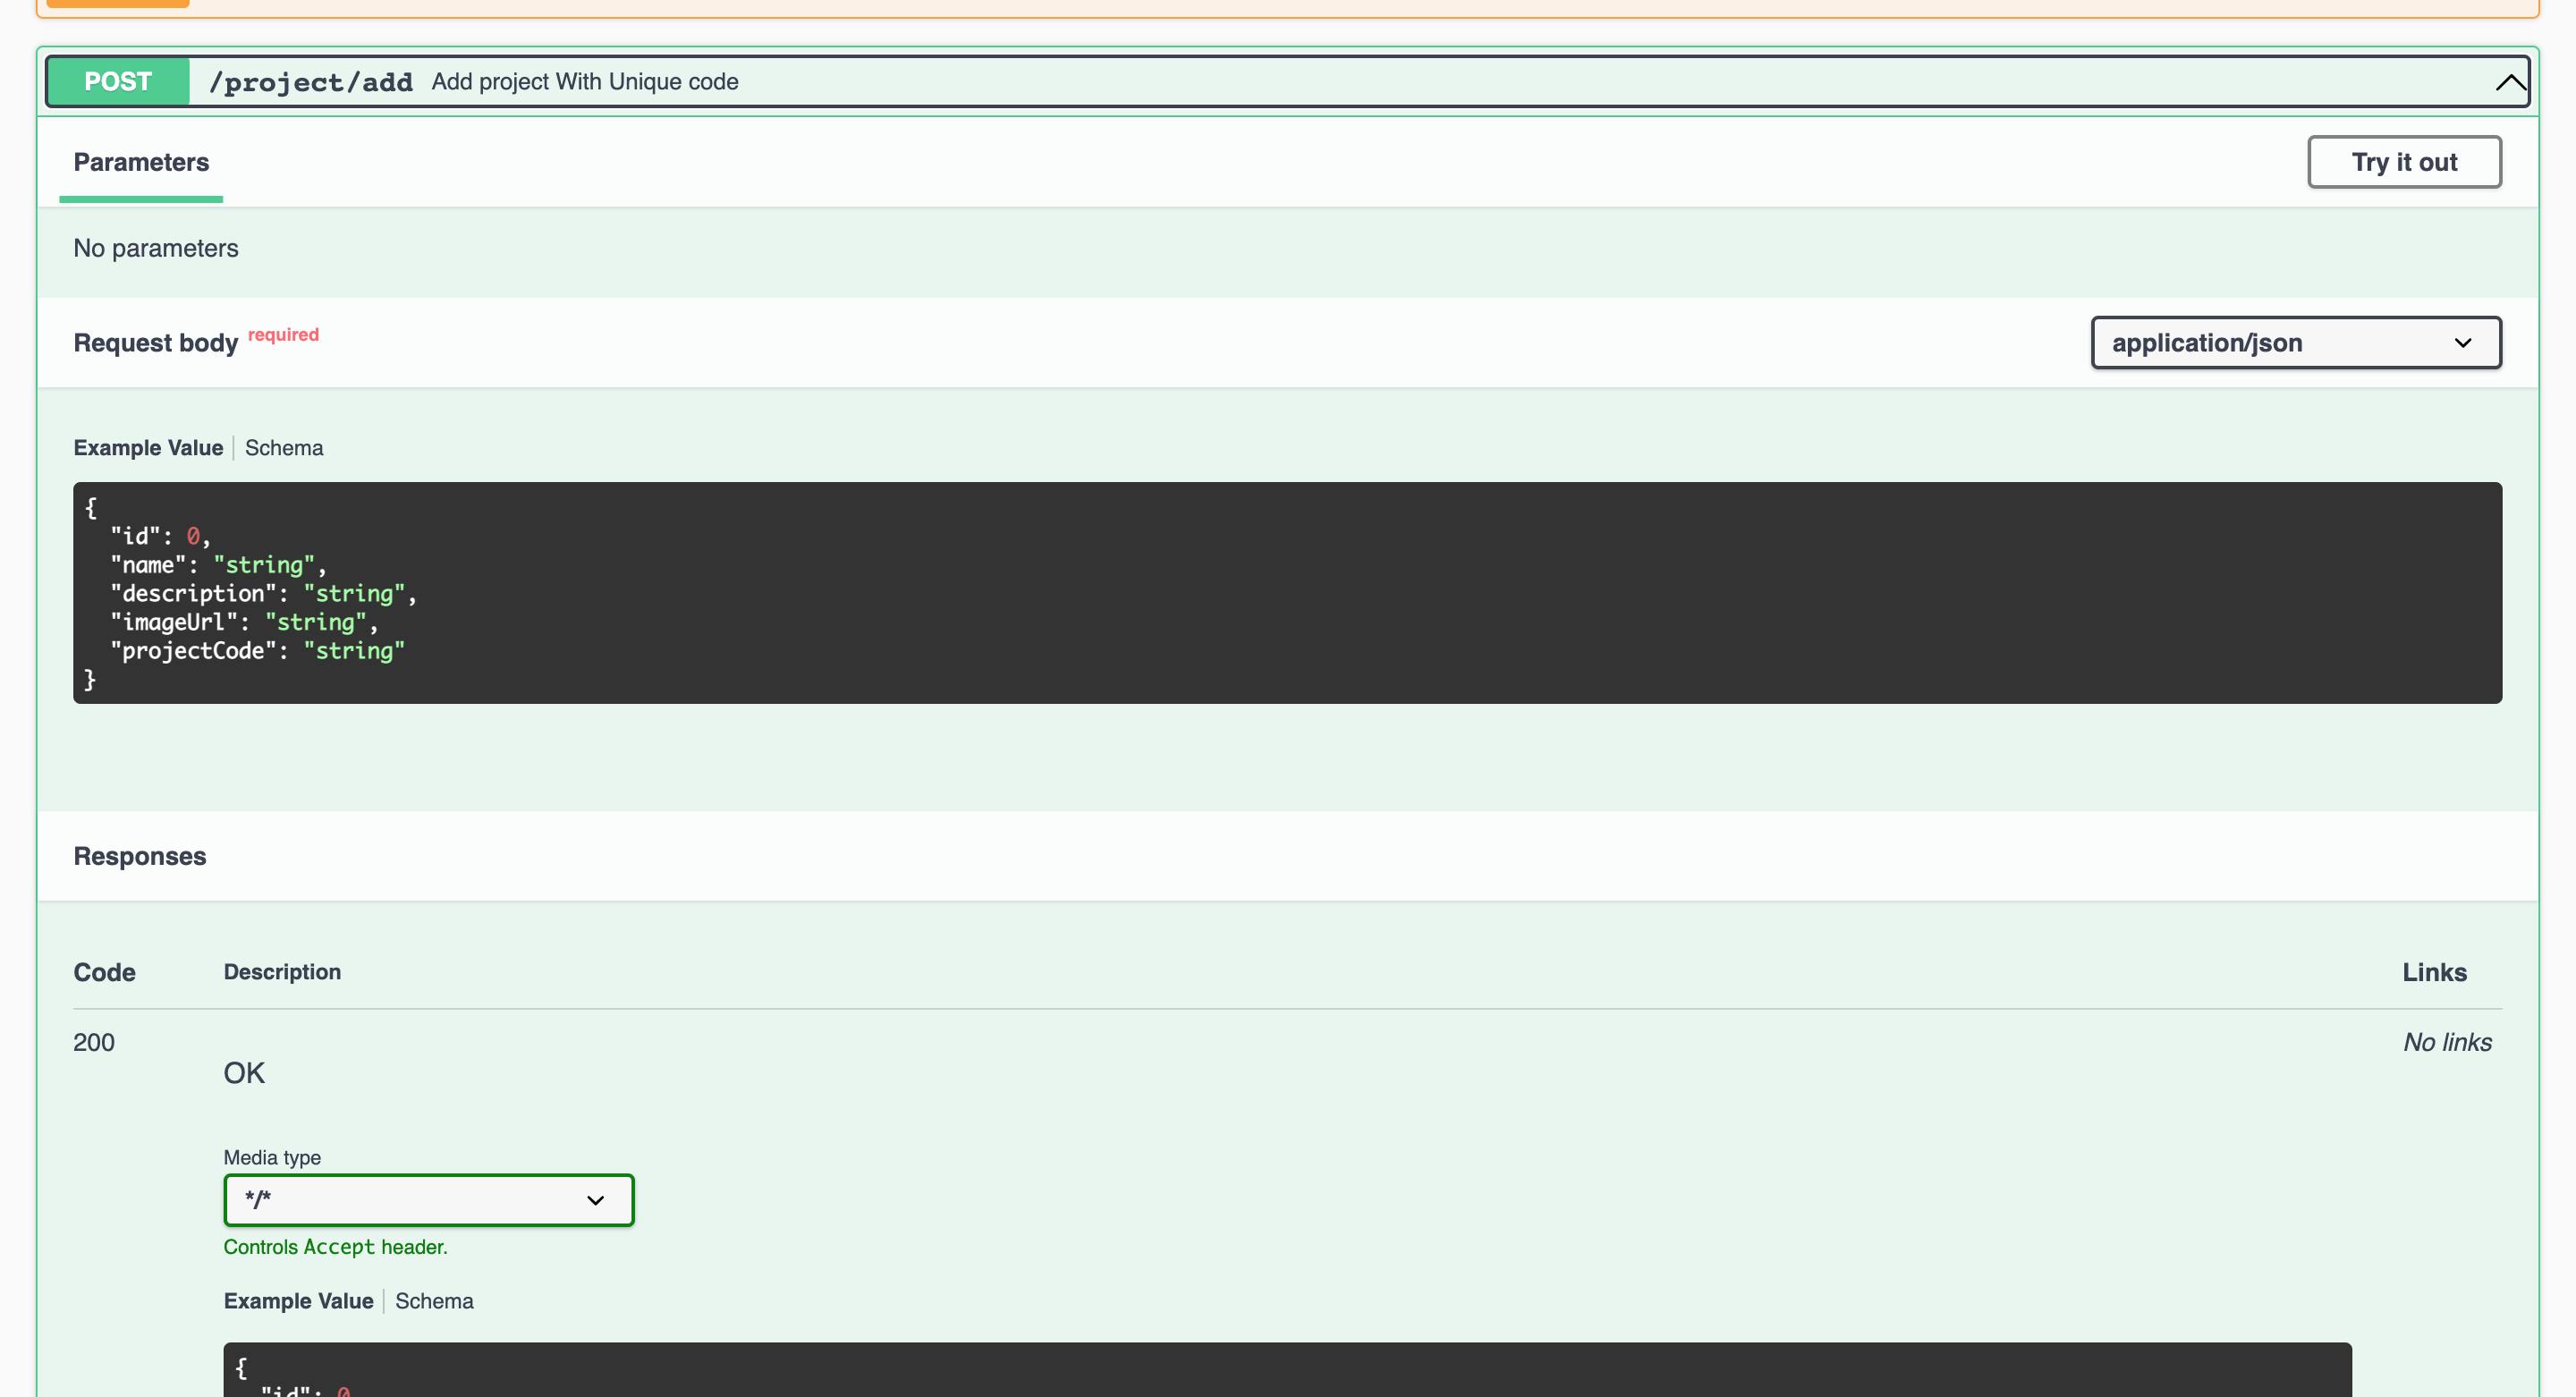 POST /project/add Add project With Unique code
Parameters
Try it out
No parameters
Request body required
application/json
Example Value Schema
{
  "id": 0,
  "name": "string",
  "description": "string",
  "imageUrl": "string",
  "projectCode": "string"
}
Responses
Code Description Links
200 No links
OK
Media type
*/*
Controls Accept header.
Example Value Schema
{
  "id": 0